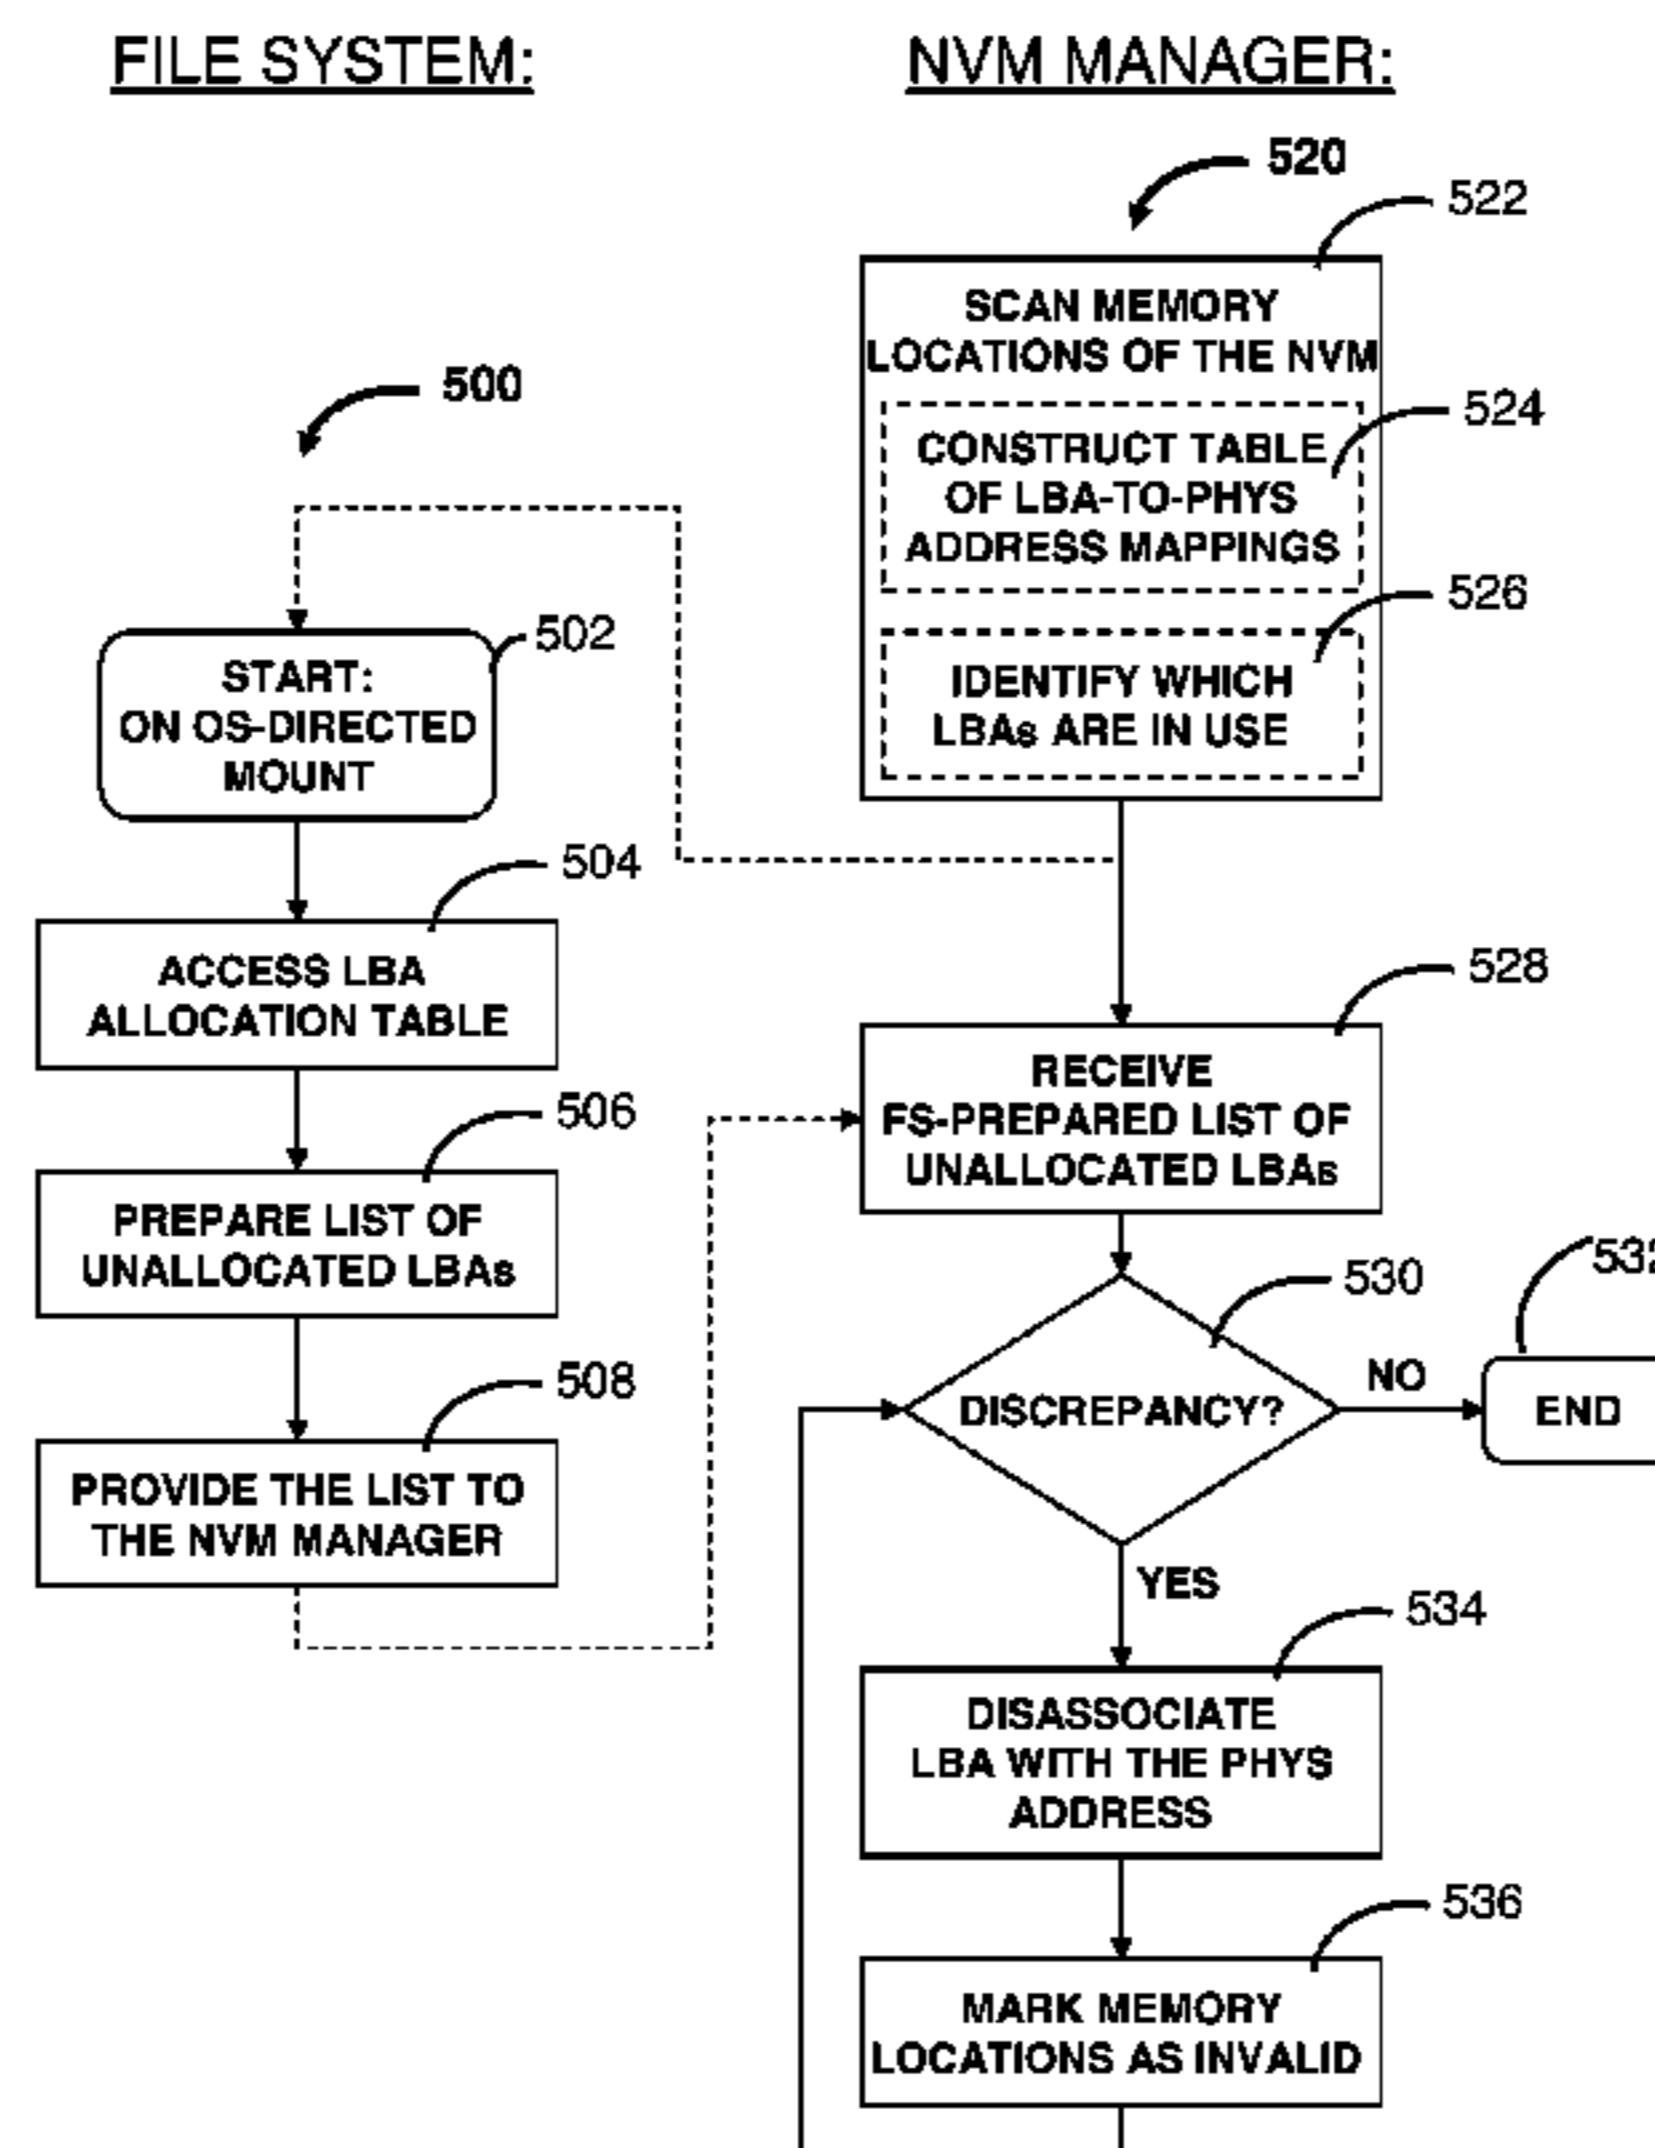 FILE SYSTEM:
500
502
START:
ON OS-DIRECTED
MOUNT
504
ACCESS LBA
ALLOCATION TABLE
506
PREPARE LIST OF
UNALLOCATED LBAs
508
PROVIDE THE LIST TO
THE NVM MANAGER
NVM MANAGER:
520
522
SCAN MEMORY
LOCATIONS OF THE NVM
524
CONSTRUCT TABLE
OF LBA-TO-PHYS
ADDRESS MAPPINGS
526
IDENTIFY WHICH
LBAs ARE IN USE
528
RECEIVE
FS-PREPARED LIST OF
UNALLOCATED LBAs
530
DISCREPANCY?
NO
532
END
YES
534
DISASSOCIATE
LBA WITH THE PHYS
ADDRESS
536
MARK MEMORY
LOCATIONS AS INVALID